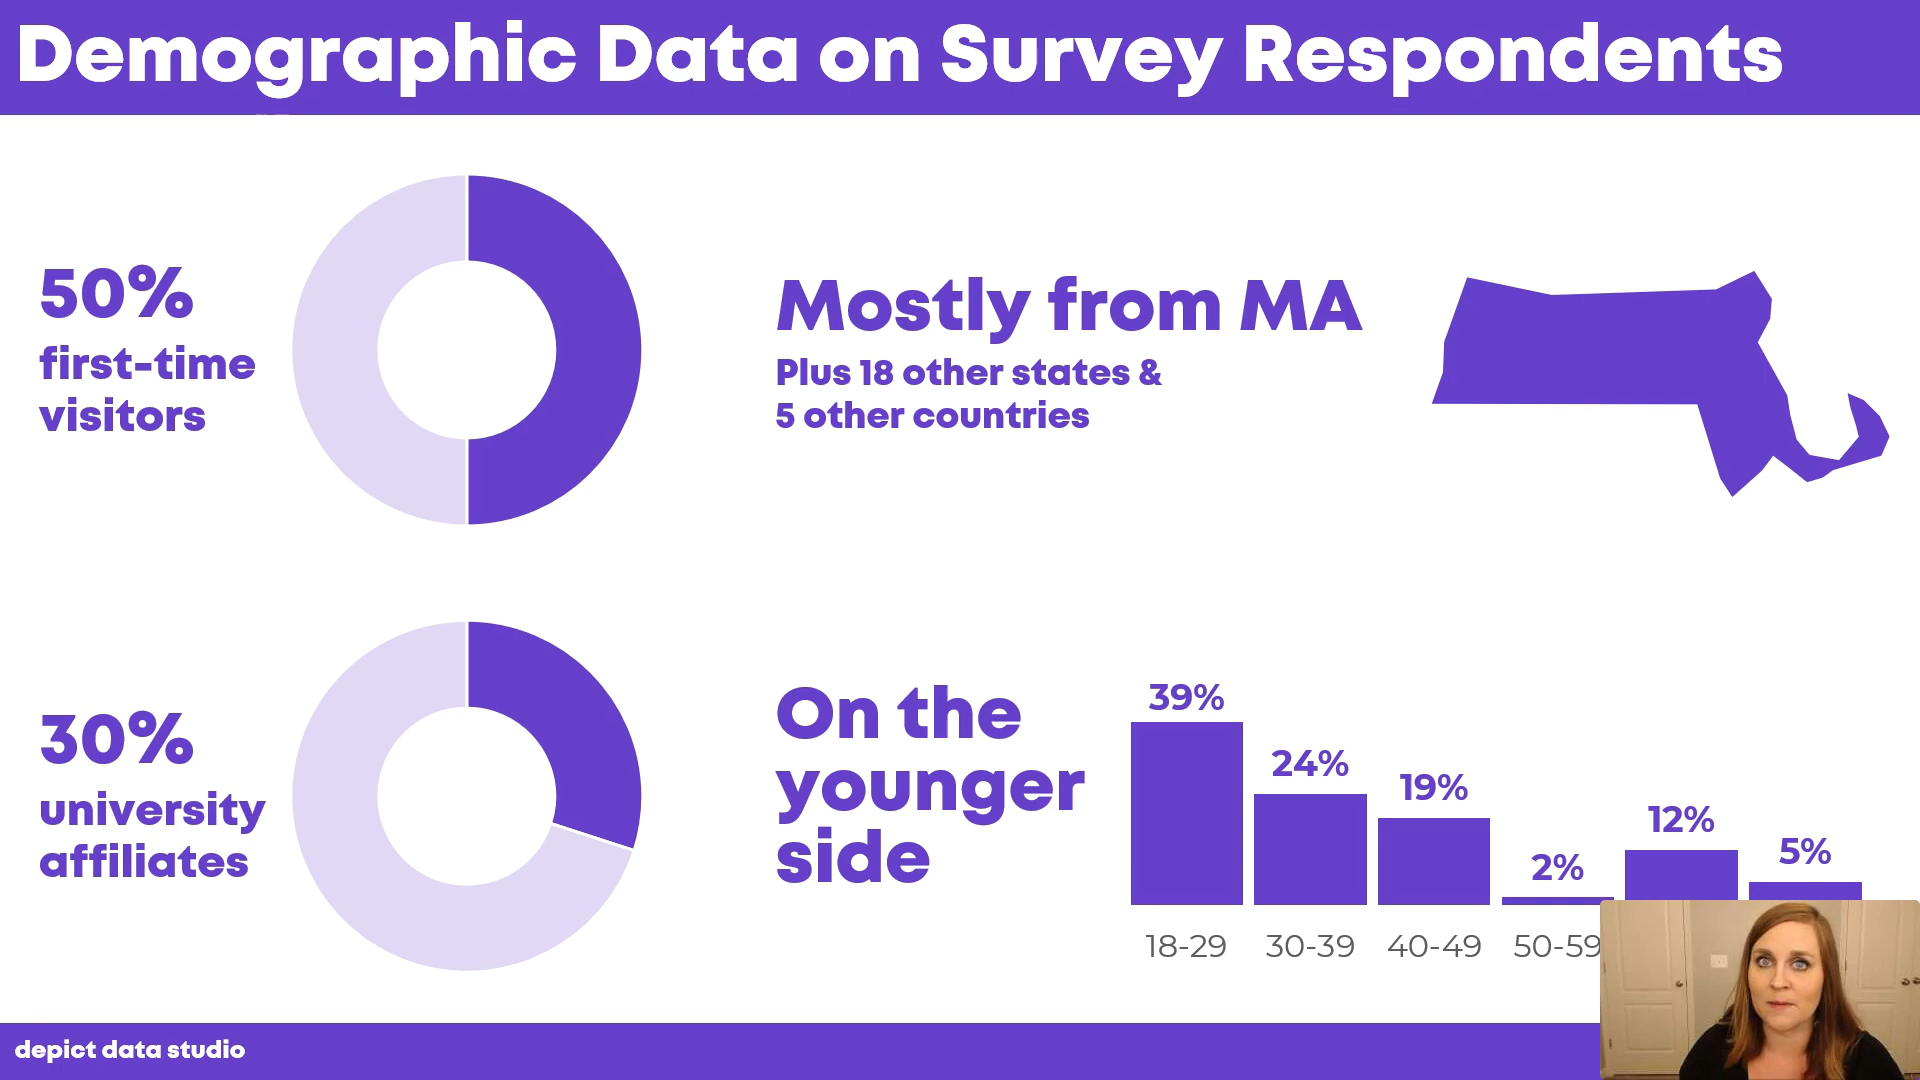 Demographic Data on Survey Respondents
50%
first-time
visitors
Mostly from MA
Plus 18 other states &
5 other countries
30%
university
affiliates
On the
younger
side
39%
24%
19%
2%
12%
5%
18-29
30-39
40-49
50-59
depict data studio